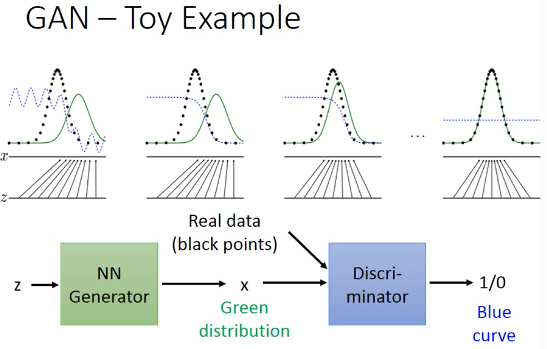 GAN – Toy Example
...
x
z
Real data
(black points)
z
NN
Generator
x
Green
distribution
Discri-
minator
1/0
Blue
curve